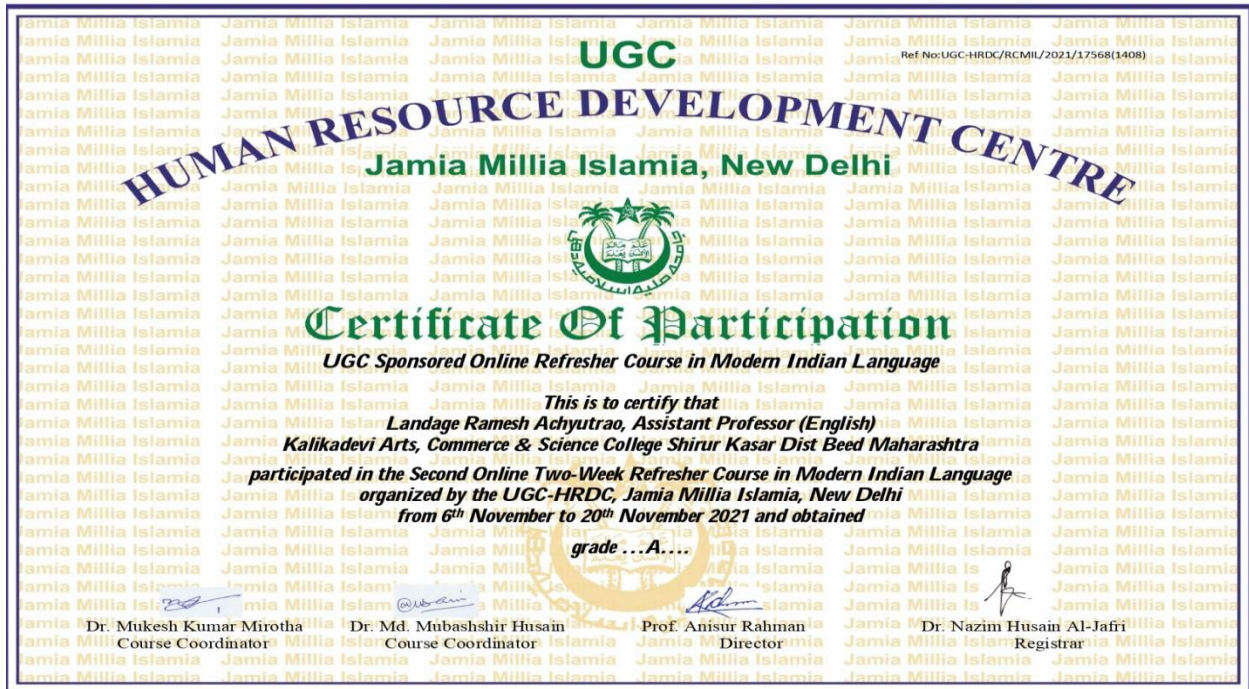 UGC
Ref No:UGC-HRDC/RCMIL/2021/17568(1408)
HUMAN RESOURCE DEVELOPMENT CENTRE
Jamia Millia Islamia, New Delhi
Certificate Of Participation
UGC Sponsored Online Refresher Course in Modern Indian Language
This is to certify that
Landage Ramesh Achyutrao, Assistant Professor (English)
Kalikadevi Arts, Commerce & Science College Shirur Kasar Dist Beed Maharashtra
participated in the Second Online Two-Week Refresher Course in Modern Indian Language
organized by the UGC-HRDC, Jamia Millia Islamia, New Delhi
from 6th November to 20th November 2021 and obtained
grade ...A....
Dr. Mukesh Kumar Mirotha
Course Coordinator
Dr. Md. Mubashshir Husain
Course Coordinator
Prof. Anisur Rahman
Director
Dr. Nazim Husain Al-Jafri
Registrar